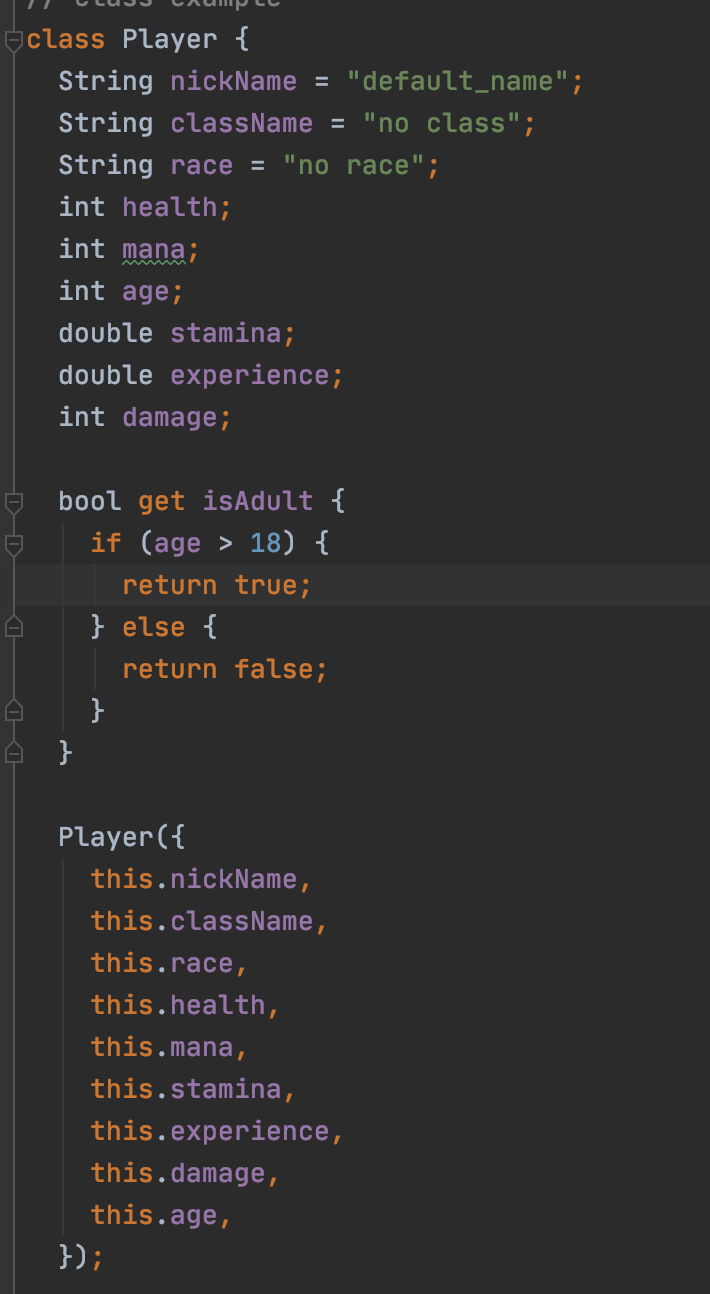 // class example
class Player {
  String nickName = "default_name";
  String className = "no class";
  String race = "no race";
  int health;
  int mana;
  int age;
  double stamina;
  double experience;
  int damage;

  bool get isAdult {
    if (age > 18) {
      return true;
    } else {
      return false;
    }
  }

  Player({
    this.nickName,
    this.className,
    this.race,
    this.health,
    this.mana,
    this.stamina,
    this.experience,
    this.damage,
    this.age,
  });